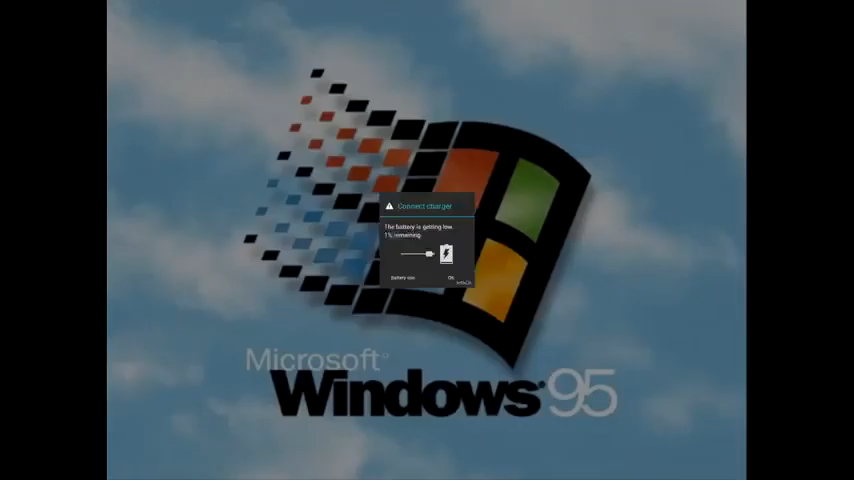 Connect charger
The battery is getting low.
1% remaining.
Battery use
OK
Microsoft®
Windows 95